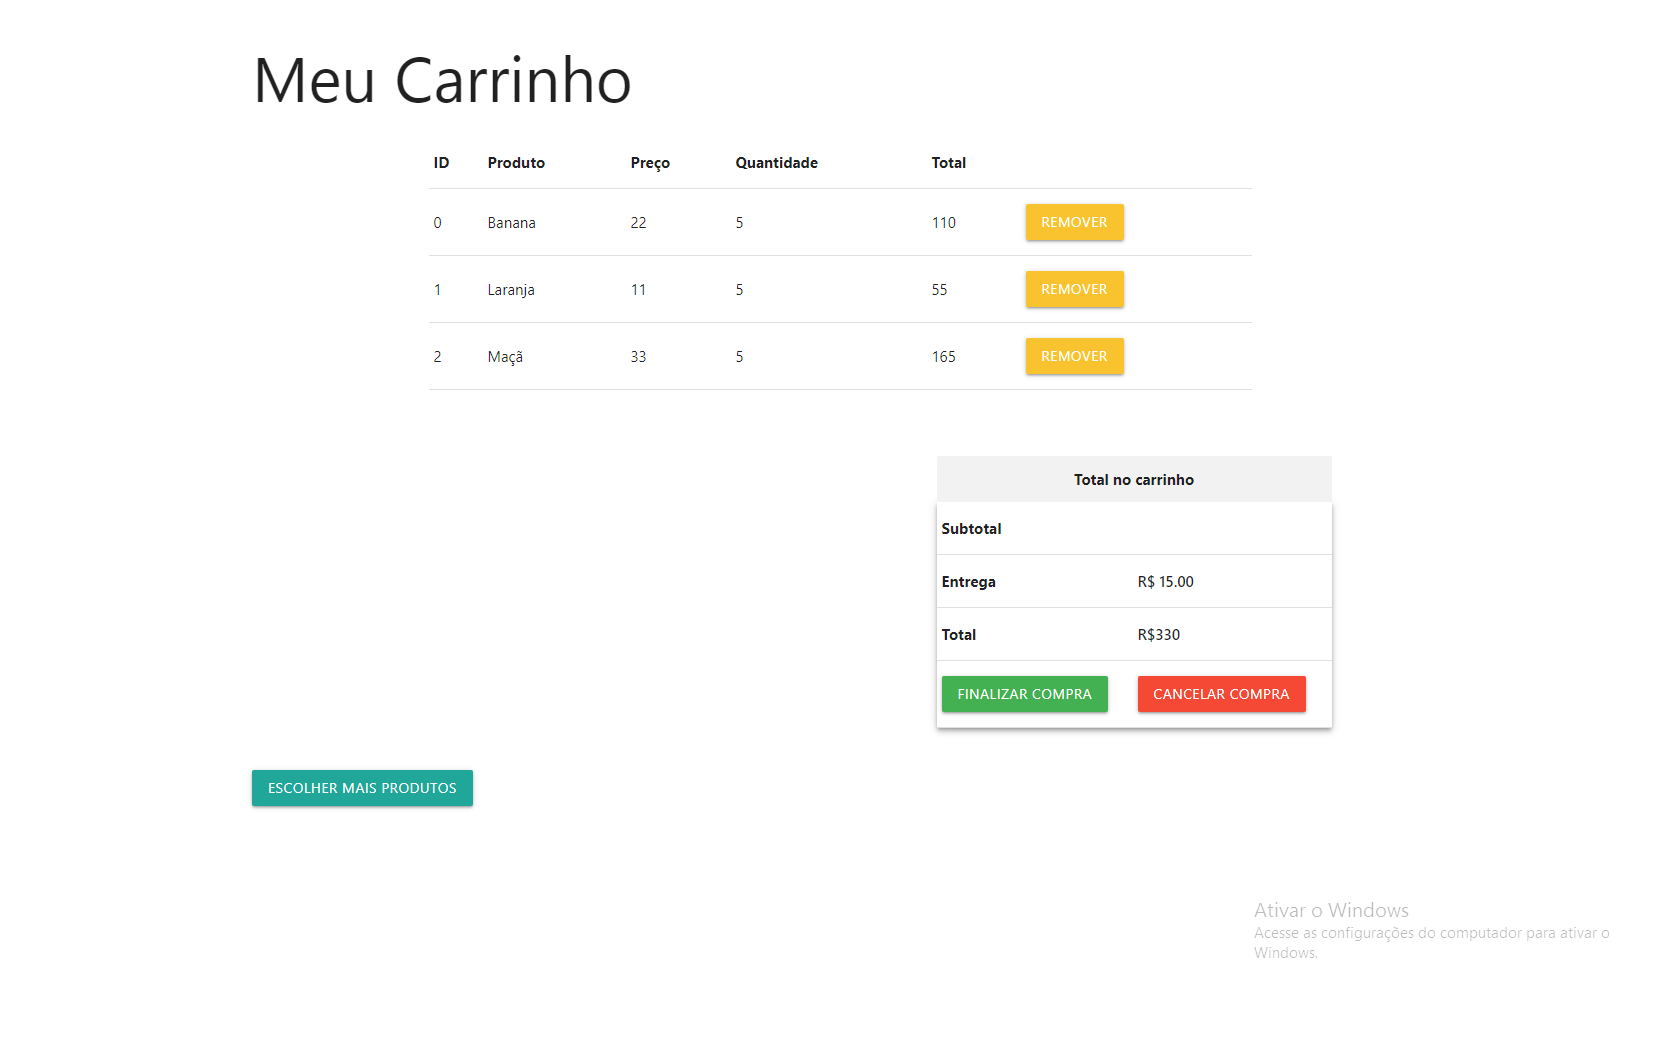 Meu Carrinho
ID Produto Preço Quantidade Total
0 Banana 22 5 110 REMOVER
1 Laranja 11 5 55 REMOVER
2 Maçã 33 5 165 REMOVER
Total no carrinho
Subtotal
Entrega R$ 15.00
Total R$330
FINALIZAR COMPRA CANCELAR COMPRA
ESCOLHER MAIS PRODUTOS
Ativar o Windows
Acesse as configurações do computador para ativar o
Windows.